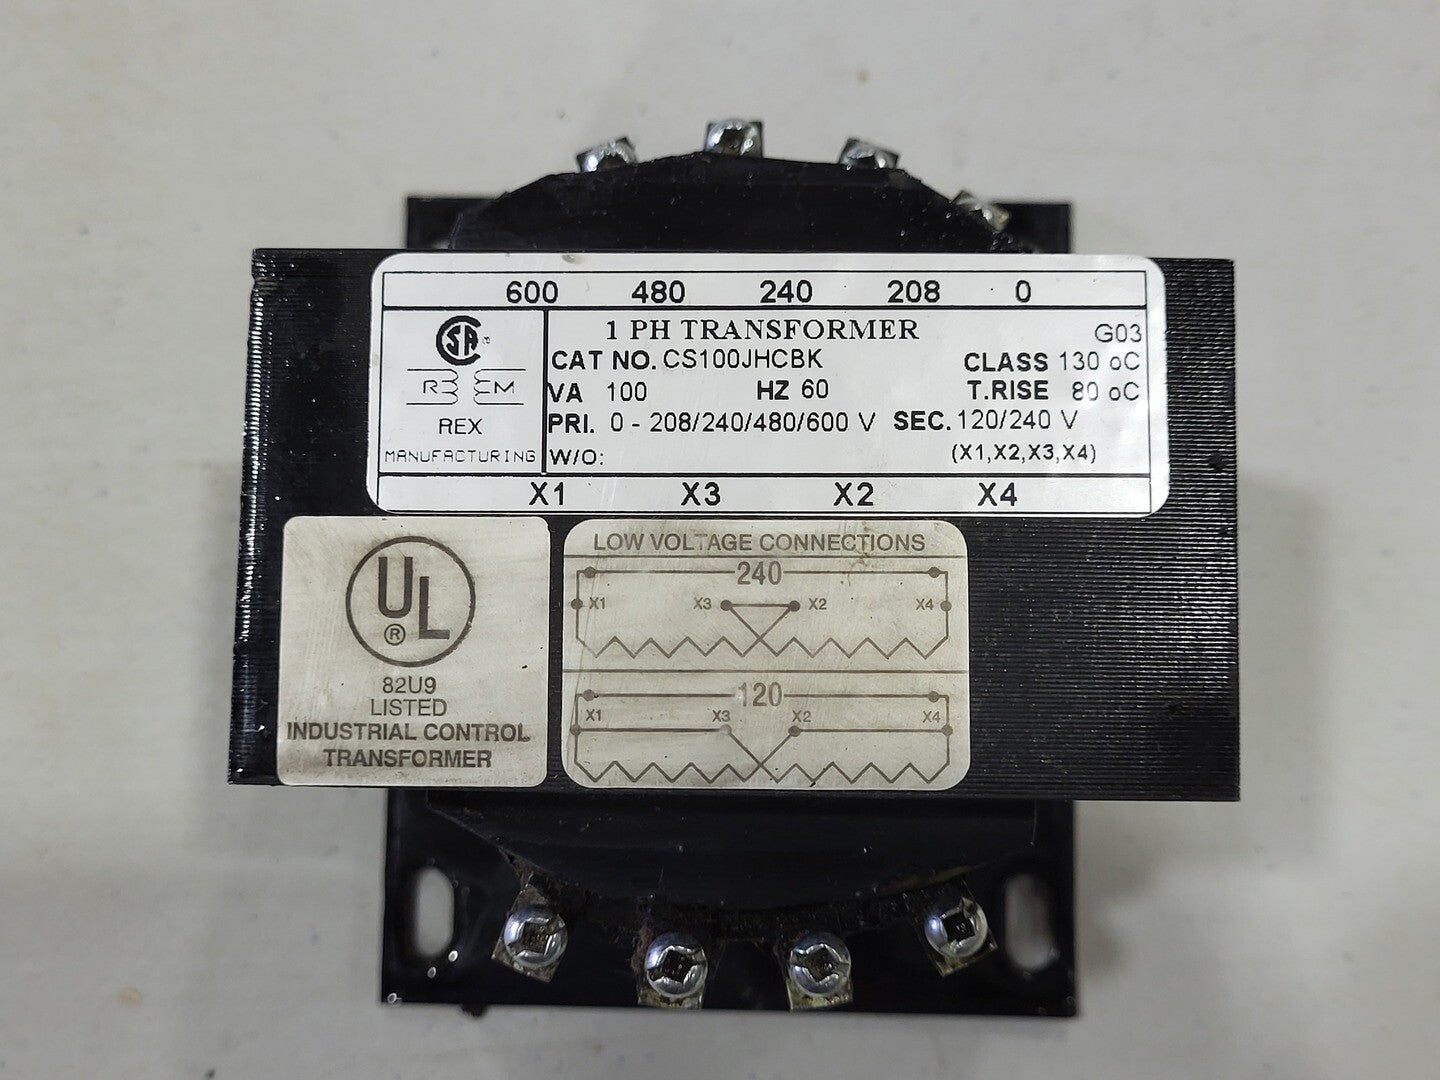 600 480 240 208 0
1 PH TRANSFORMER G03
SA ®
CAT NO. CS100JHCBK CLASS 130 oC
R M
VA 100 HZ 60 T.RISE 80 oC
REX
PRI. 0 - 208/240/480/600 V SEC. 120/240 V
MANUFACTURING
W/O: (X1,X2,X3,X4)
X1 X3 X2 X4
UL
®
82U9
LISTED
INDUSTRIAL CONTROL
TRANSFORMER
LOW VOLTAGE CONNECTIONS
240
X1 X3 X2 X4
120
X1 X3 X2 X4